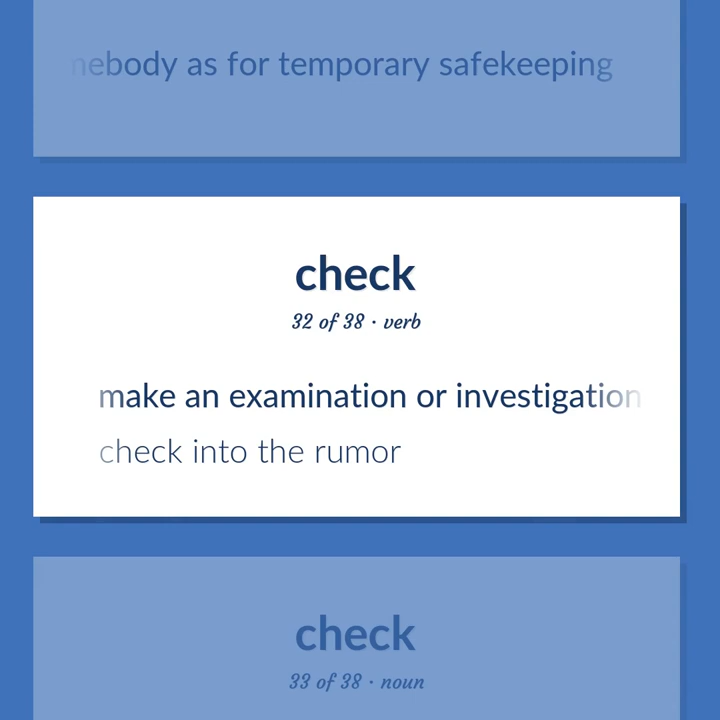 nebody as for temporary safekeeping
check
32 of 38 · verb
make an examination or investigation
check into the rumor
check
33 of 38 · noun